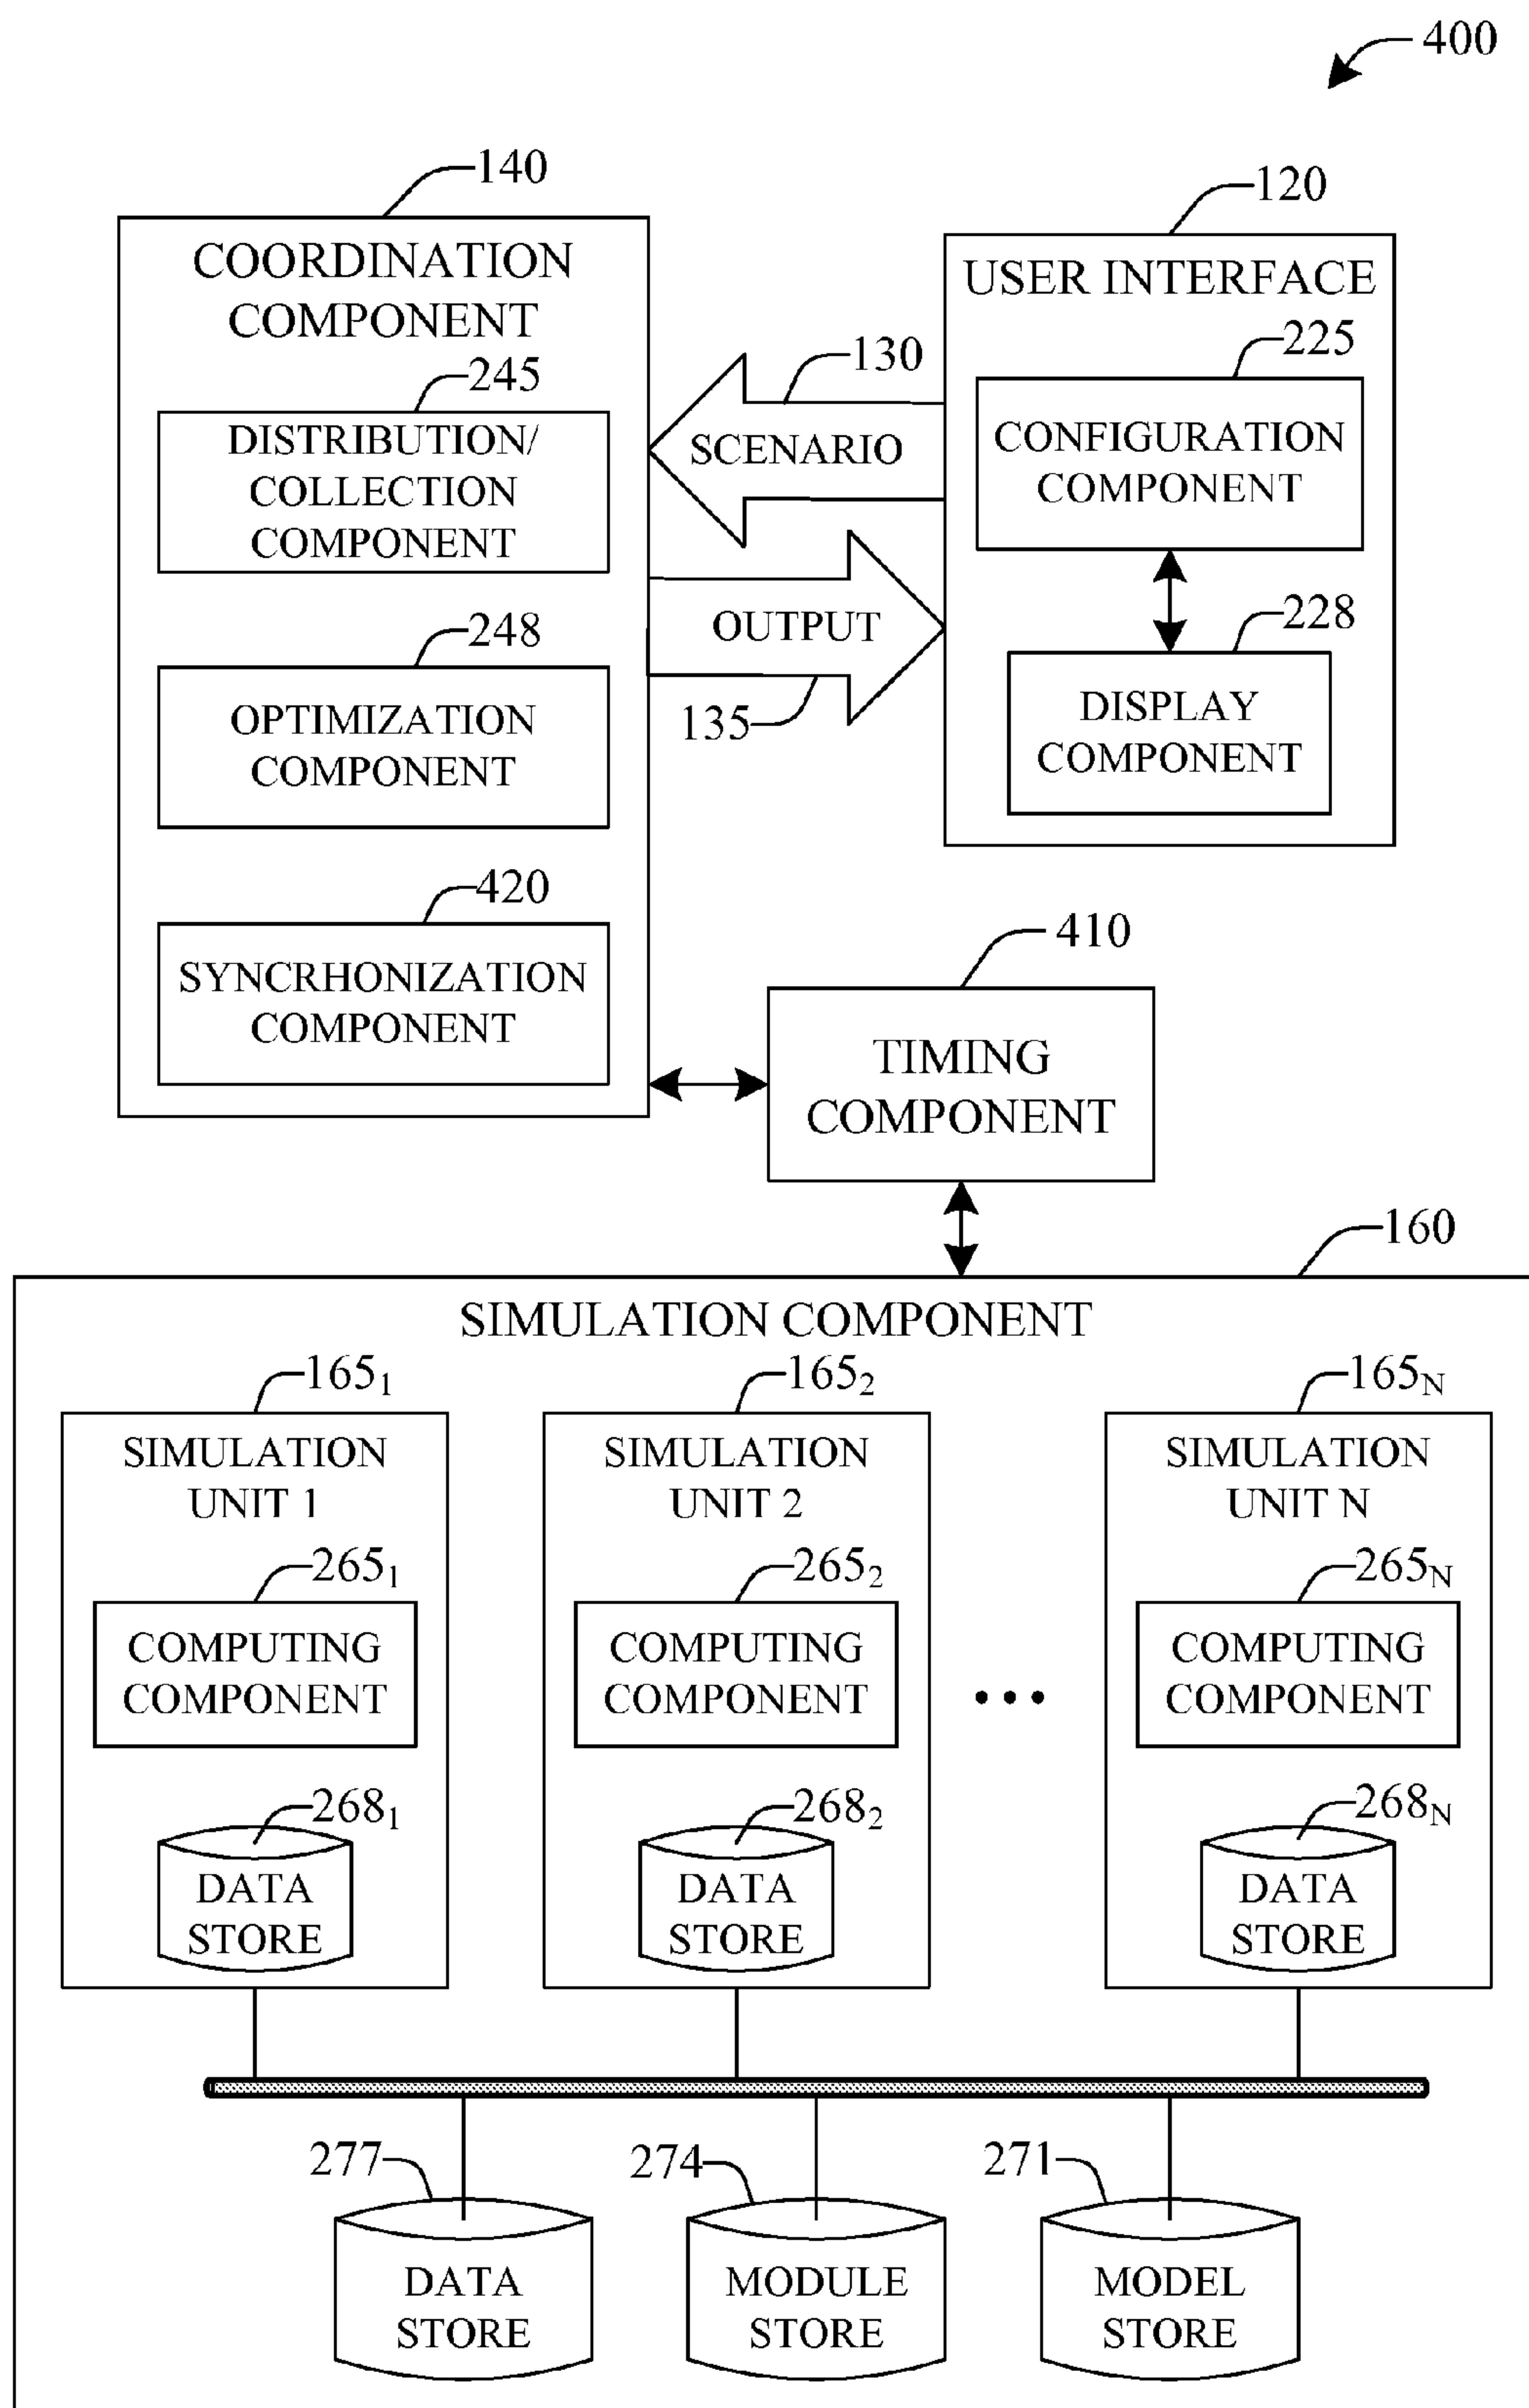 400
140
COORDINATION
COMPONENT
245
DISTRIBUTION/
COLLECTION
COMPONENT
248
OPTIMIZATION
COMPONENT
420
SYNCRHONIZATION
COMPONENT
130
SCENARIO
OUTPUT
135
120
USER INTERFACE
225
CONFIGURATION
COMPONENT
228
DISPLAY
COMPONENT
410
TIMING
COMPONENT
160
SIMULATION COMPONENT
165₁
SIMULATION
UNIT 1
265₁
COMPUTING
COMPONENT
268₁
DATA
STORE
165₂
SIMULATION
UNIT 2
265₂
COMPUTING
COMPONENT
268₂
DATA
STORE
• • •
165N
SIMULATION
UNIT N
265N
COMPUTING
COMPONENT
268N
DATA
STORE
277
DATA
STORE
274
MODULE
STORE
271
MODEL
STORE